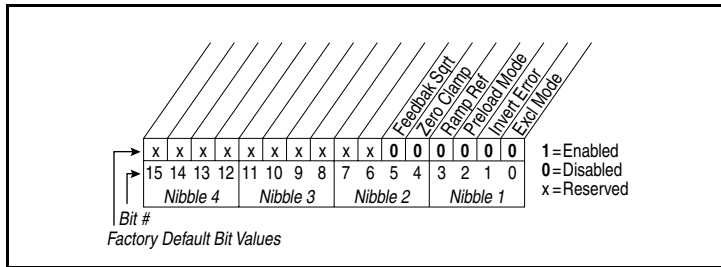 Feedbak Sqrt
Zero Clamp
Ramp Ref
Preload Mode
Invert Error
Excl Mode
x x x x x x x x x x 0 0 0 0 0 0
15 14 13 12 11 10 9 8 7 6 5 4 3 2 1 0
Nibble 4 Nibble 3 Nibble 2 Nibble 1
1=Enabled
0=Disabled
x=Reserved
Bit #
Factory Default Bit Values